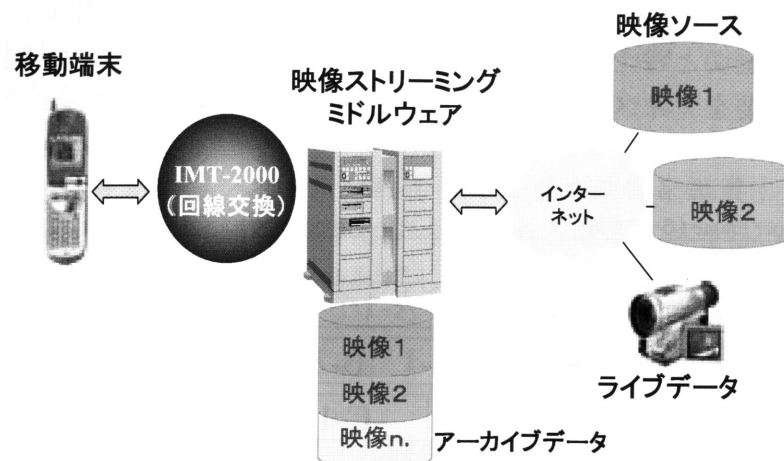 移動端末
IMT-2000
(回線交換)
映像ストリーミング
ミドルウェア
映像1
映像2
映像n.
アーカイブデータ
インター
ネット
映像ソース
映像1
映像2
ライブデータ